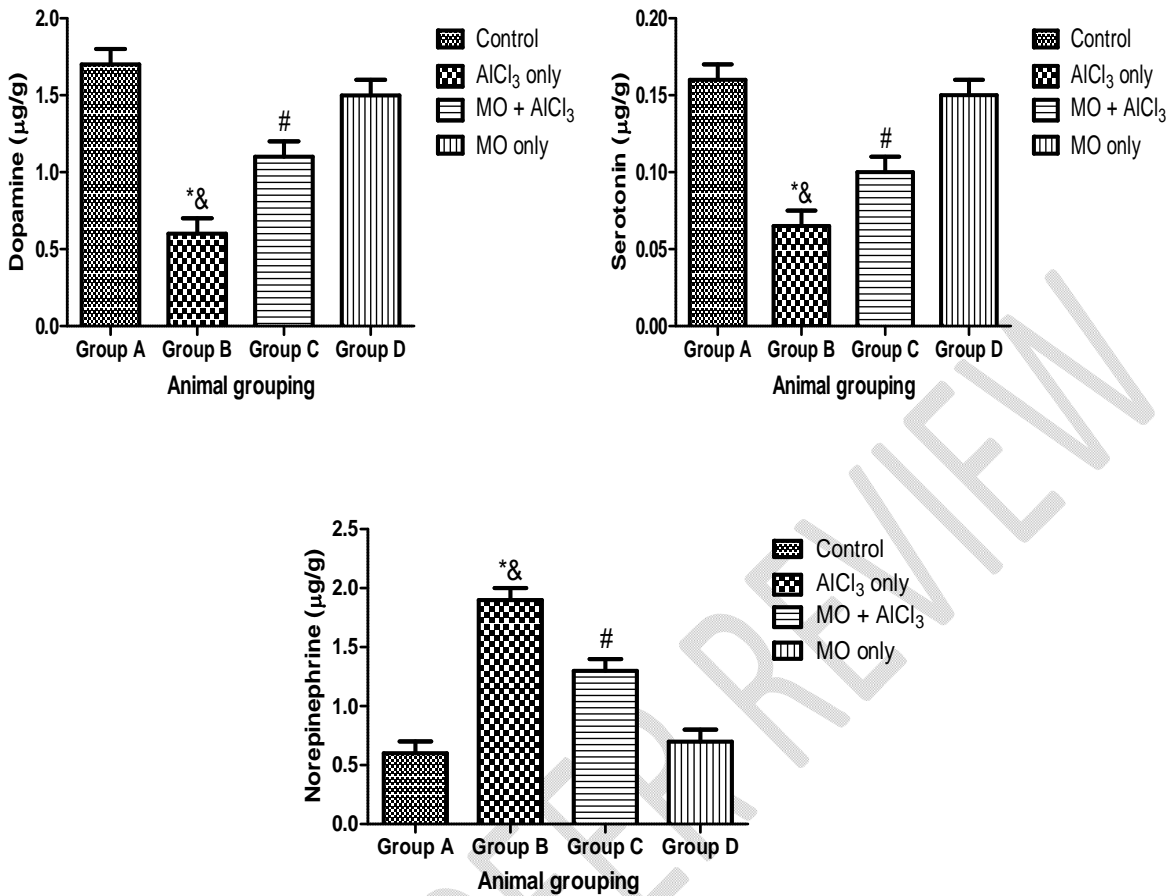 2.0
1.5
1.0
0.5
0.0
Dopamine (µg/g)
*&
#
Group A Group B Group C Group D
Animal grouping
Control
AlCl₃ only
MO + AlCl₃
MO only
0.20
0.15
0.10
0.05
0.00
Serotonin (µg/g)
*&
#
Group A Group B Group C Group D
Animal grouping
Control
AlCl₃ only
MO + AlCl₃
MO only
2.5
2.0
1.5
1.0
0.5
0.0
Norepinephrine (µg/g)
*&
#
Group A Group B Group C Group D
Animal grouping
Control
AlCl₃ only
MO + AlCl₃
MO only
REVIEW